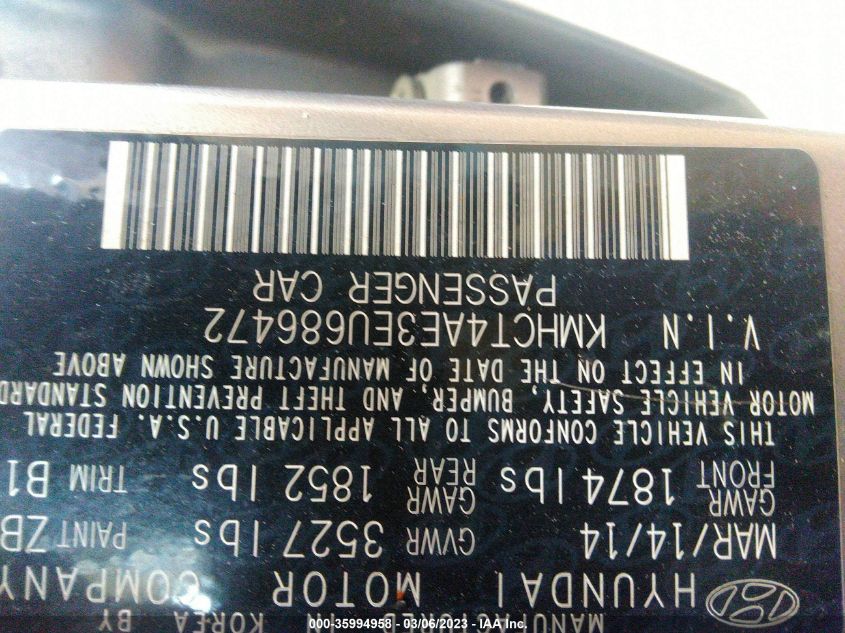 MANUFACTURED IN KOREA BY
HYUNDAI MOTOR COMPANY
MAR/14/14 GVWR 3527 lbs PAINT ZB
GAWR FRONT 1874 lbs GAWR REAR 1852 lbs TRIM B1
THIS VEHICLE CONFORMS TO ALL APPLICABLE U.S.A. FEDERAL
MOTOR VEHICLE SAFETY, BUMPER, AND THEFT PREVENTION STANDARD
IN EFFECT ON THE DATE OF MANUFACTURE SHOWN ABOVE
V.I.N KMHCT4AE3EU686472
PASSENGER CAR
000-35994958 - 03/06/2023 - IAA Inc.